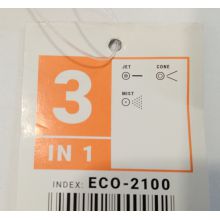 3
IN 1
JET
CONE
MIST
INDEX: ECO-2100